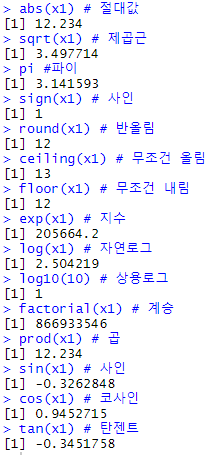 > abs(x1) # 절대값
[1] 12.234
> sqrt(x1) # 제곱근
[1] 3.497714
> pi #파이
[1] 3.141593
> sign(x1) # 사인
[1] 1
> round(x1) # 반올림
[1] 12
> ceiling(x1) # 무조건 올림
[1] 13
> floor(x1) # 무조건 내림
[1] 12
> exp(x1) # 지수
[1] 205664.2
> log(x1) # 자연로그
[1] 2.504219
> log10(10) # 상용로그
[1] 1
> factorial(x1) # 계승
[1] 866933546
> prod(x1) # 곱
[1] 12.234
> sin(x1) # 사인
[1] -0.3262848
> cos(x1) # 코사인
[1] 0.9452715
> tan(x1) # 탄젠트
[1] -0.3451758